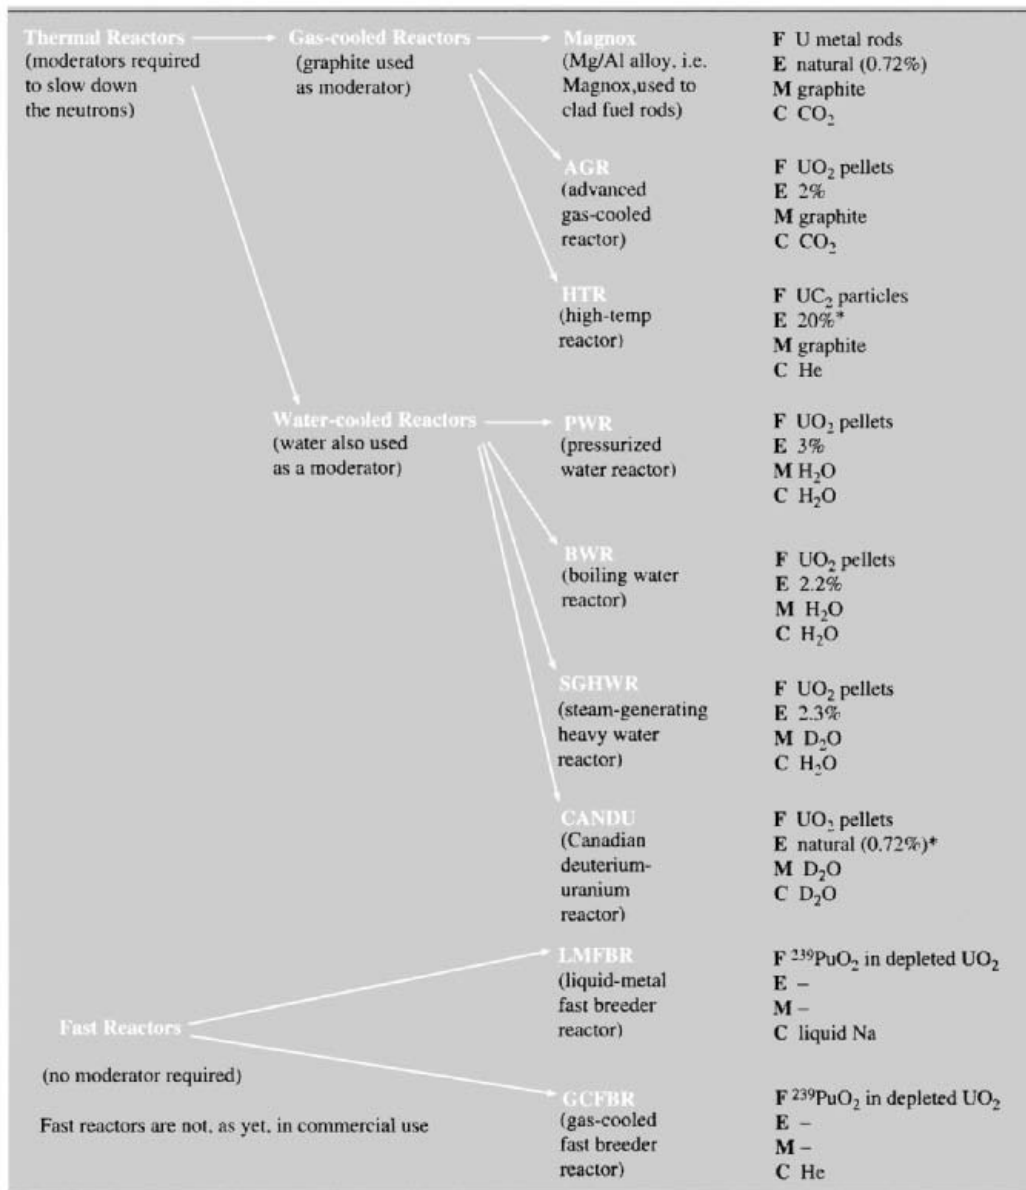 Thermal Reactors
(moderators required
to slow down
the neutrons)
Gas-cooled Reactors
(graphite used
as moderator)
Magnox
(Mg/Al alloy, i.e.
Magnox,used to
clad fuel rods)
F U metal rods
E natural (0.72%)
M graphite
C CO₂
AGR
(advanced
gas-cooled
reactor)
F UO₂ pellets
E 2%
M graphite
C CO₂
HTR
(high-temp
reactor)
F UC₂ particles
E 20%*
M graphite
C He
Water-cooled Reactors
(water also used
as a moderator)
PWR
(pressurized
water reactor)
F UO₂ pellets
E 3%
M H₂O
C H₂O
BWR
(boiling water
reactor)
F UO₂ pellets
E 2.2%
M H₂O
C H₂O
SGHWR
(steam-generating
heavy water
reactor)
F UO₂ pellets
E 2.3%
M D₂O
C H₂O
CANDU
(Canadian
deuterium-
uranium
reactor)
F UO₂ pellets
E natural (0.72%)*
M D₂O
C D₂O
Fast Reactors
(no moderator required)
Fast reactors are not, as yet, in commercial use
LMFBR
(liquid-metal
fast breeder
reactor)
F ²³⁹PuO₂ in depleted UO₂
E –
M –
C liquid Na
GCFBR
(gas-cooled
fast breeder
reactor)
F ²³⁹PuO₂ in depleted UO₂
E –
M –
C He